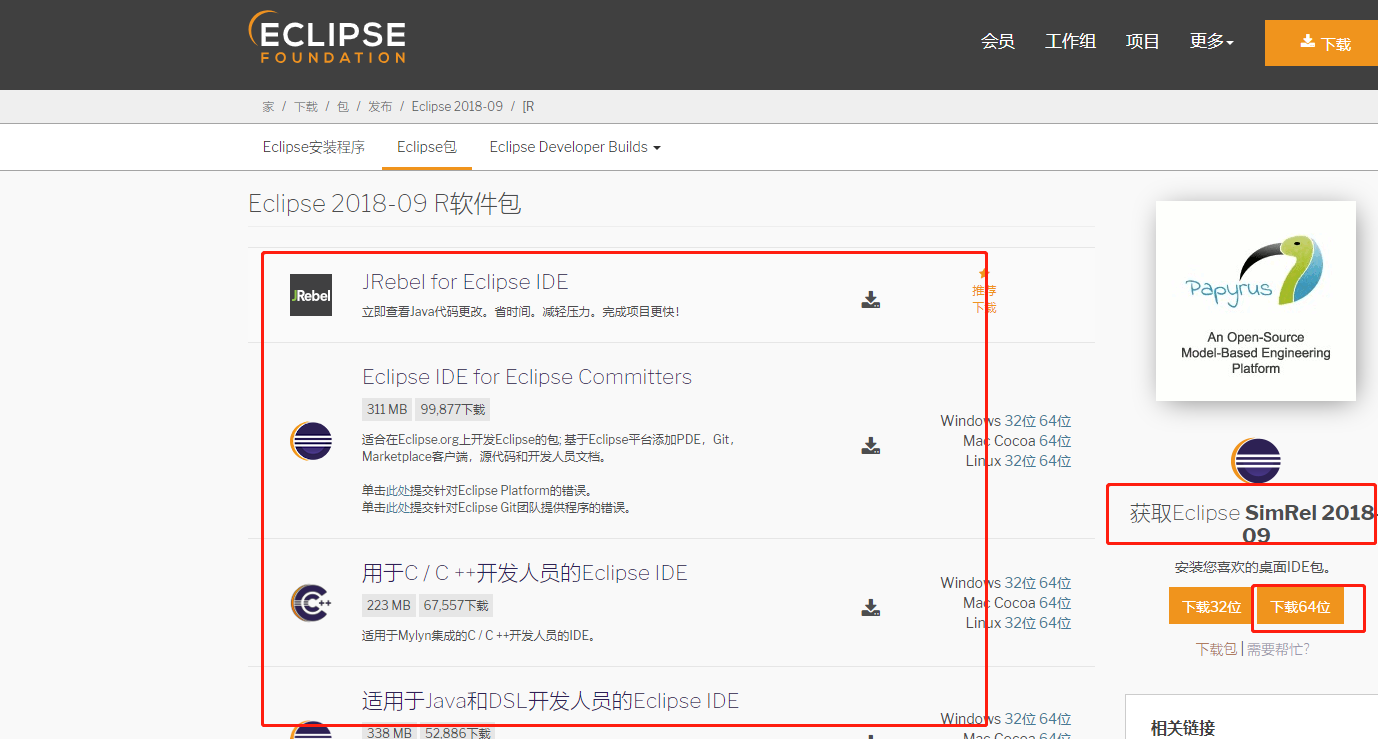 ECLIPSE
FOUNDATION
会员 工作组 项目 更多 下载
家 / 下载 / 包 / 发布 / Eclipse 2018-09 / [R
Eclipse安装程序 Eclipse包 Eclipse Developer Builds
Eclipse 2018-09 R软件包
JRebel
JRebel for Eclipse IDE
立即查看Java代码更改。省时间。减轻压力。完成项目更快！
推荐
下载
Eclipse IDE for Eclipse Committers
311 MB 99,877下载
适合在Eclipse.org上开发Eclipse的包; 基于Eclipse平台添加PDE，Git，
Marketplace客户端，源代码和开发人员文档。
单击此处提交针对Eclipse Platform的错误。
单击此处提交针对Eclipse Git团队提供程序的错误。
Windows 32位 64位
Mac Cocoa 64位
Linux 32位 64位
C++
用于C / C ++开发人员的Eclipse IDE
223 MB 67,557下载
适用于Mylyn集成的C / C ++开发人员的IDE。
Windows 32位 64位
Mac Cocoa 64位
Linux 32位 64位
适用于Java和DSL开发人员的Eclipse IDE
338 MB 52,886下载
Windows 32位 64位
Mac Cocoa 64位
Papyrus
An Open-Source
Model-Based Engineering
Platform
获取Eclipse SimRel 2018-
09
安装您喜欢的桌面IDE包。
下载32位 下载64位
下载包 | 需要帮忙？
相关链接